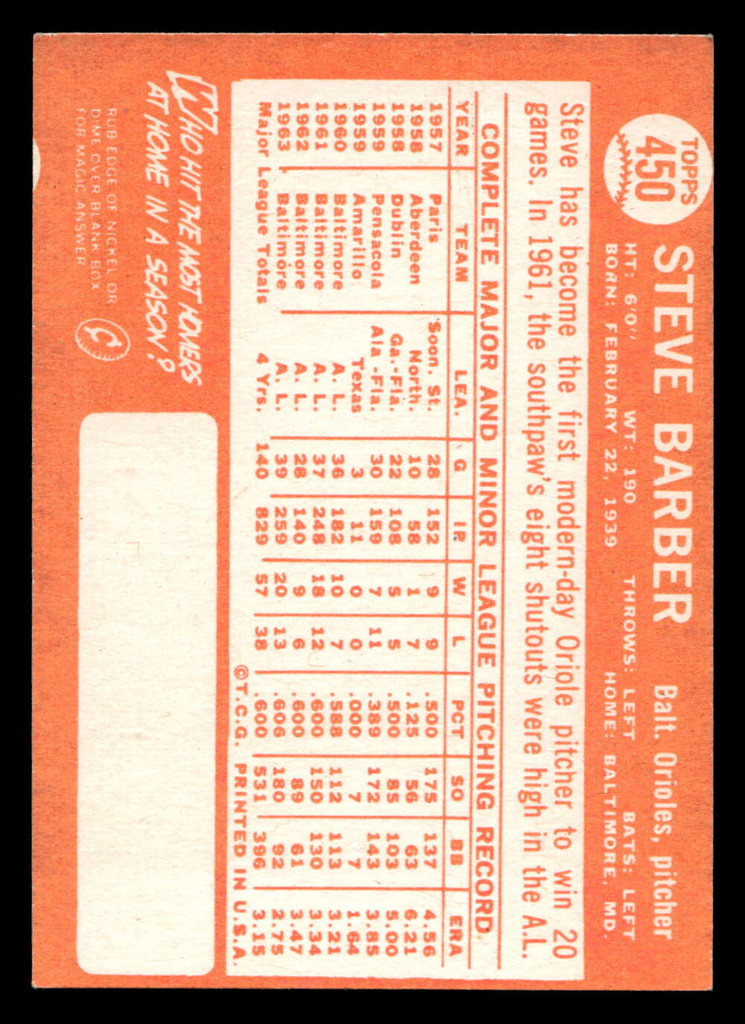 TOPPS
450
STEVE BARBER Balt. Orioles, pitcher
HT: 6'0" WT: 190 THROWS: LEFT BATS: LEFT
BORN: FEBRUARY 22, 1939 HOME: BALTIMORE, MD.
Steve has become the first modern-day Oriole pitcher to win 20
games. In 1961, the southpaw's eight shutouts were high in the A.L.
COMPLETE MAJOR AND MINOR LEAGUE PITCHING RECORD
YEAR TEAM LEA. G IP W L PCT SO BB ERA
1957 Paris Soon. St. 28 152 9 9 .500 175 137 4.56
1958 Aberdeen North. 10 58 1 7 .125 56 63 6.21
1958 Dublin Ga.-Fla. 22 108 5 5 .500 85 103 5.00
1959 Pensacola Ala.-Fla. 30 159 7 11 .389 172 143 3.85
1959 Amarillo Texas 3 11 0 0 .000 7 7 1.64
1960 Baltimore A. L. 36 182 10 7 .588 112 113 3.21
1961 Baltimore A. L. 37 248 18 12 .600 150 130 3.34
1962 Baltimore A. L. 28 140 9 6 .600 89 61 3.47
1963 Baltimore A. L. 39 259 20 13 .606 180 92 2.75
Major League Totals 4 Yrs. 140 829 57 38 .600 531 396 3.15
©T.C.G. PRINTED IN U.S.A.
WHO HIT THE MOST HOMERS
AT HOME IN A SEASON?
RUB EDGE OF NICKEL OR
DIME OVER BLANK BOX
FOR MAGIC ANSWER